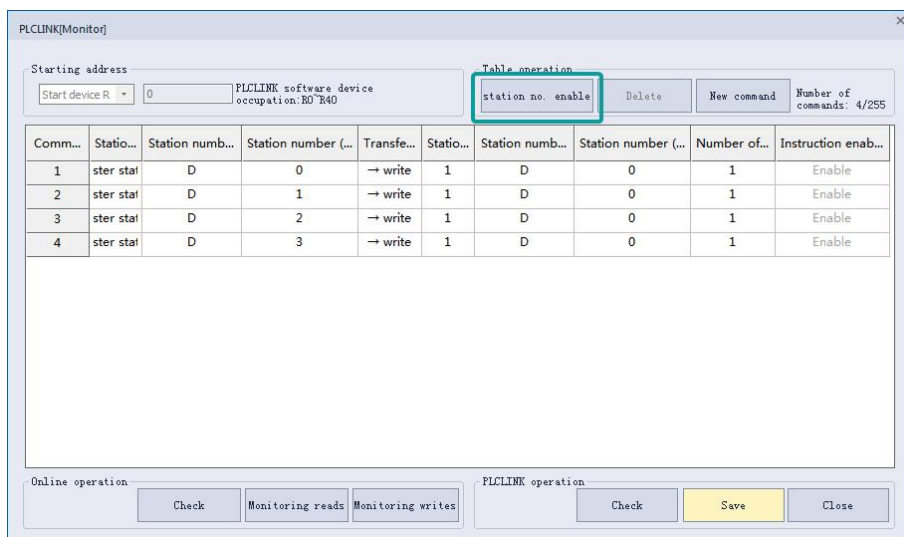 PLCLINK[Monitor]
×
Starting address
Start device R
0
PLCLINK software device
occupation:R0~R40
Table operation
station no. enable
Delete
New command
Number of
commands: 4/255
Comm... Statio... Station numb... Station number (... Transfe... Statio... Station numb... Station number (... Number of... Instruction enab...
1 ster stat D 0 → write 1 D 0 1 Enable
2 ster stat D 1 → write 1 D 0 1 Enable
3 ster stat D 2 → write 1 D 0 1 Enable
4 ster stat D 3 → write 1 D 0 1 Enable
Online operation
Check
Monitoring reads
Monitoring writes
PLCLINK operation
Check
Save
Close